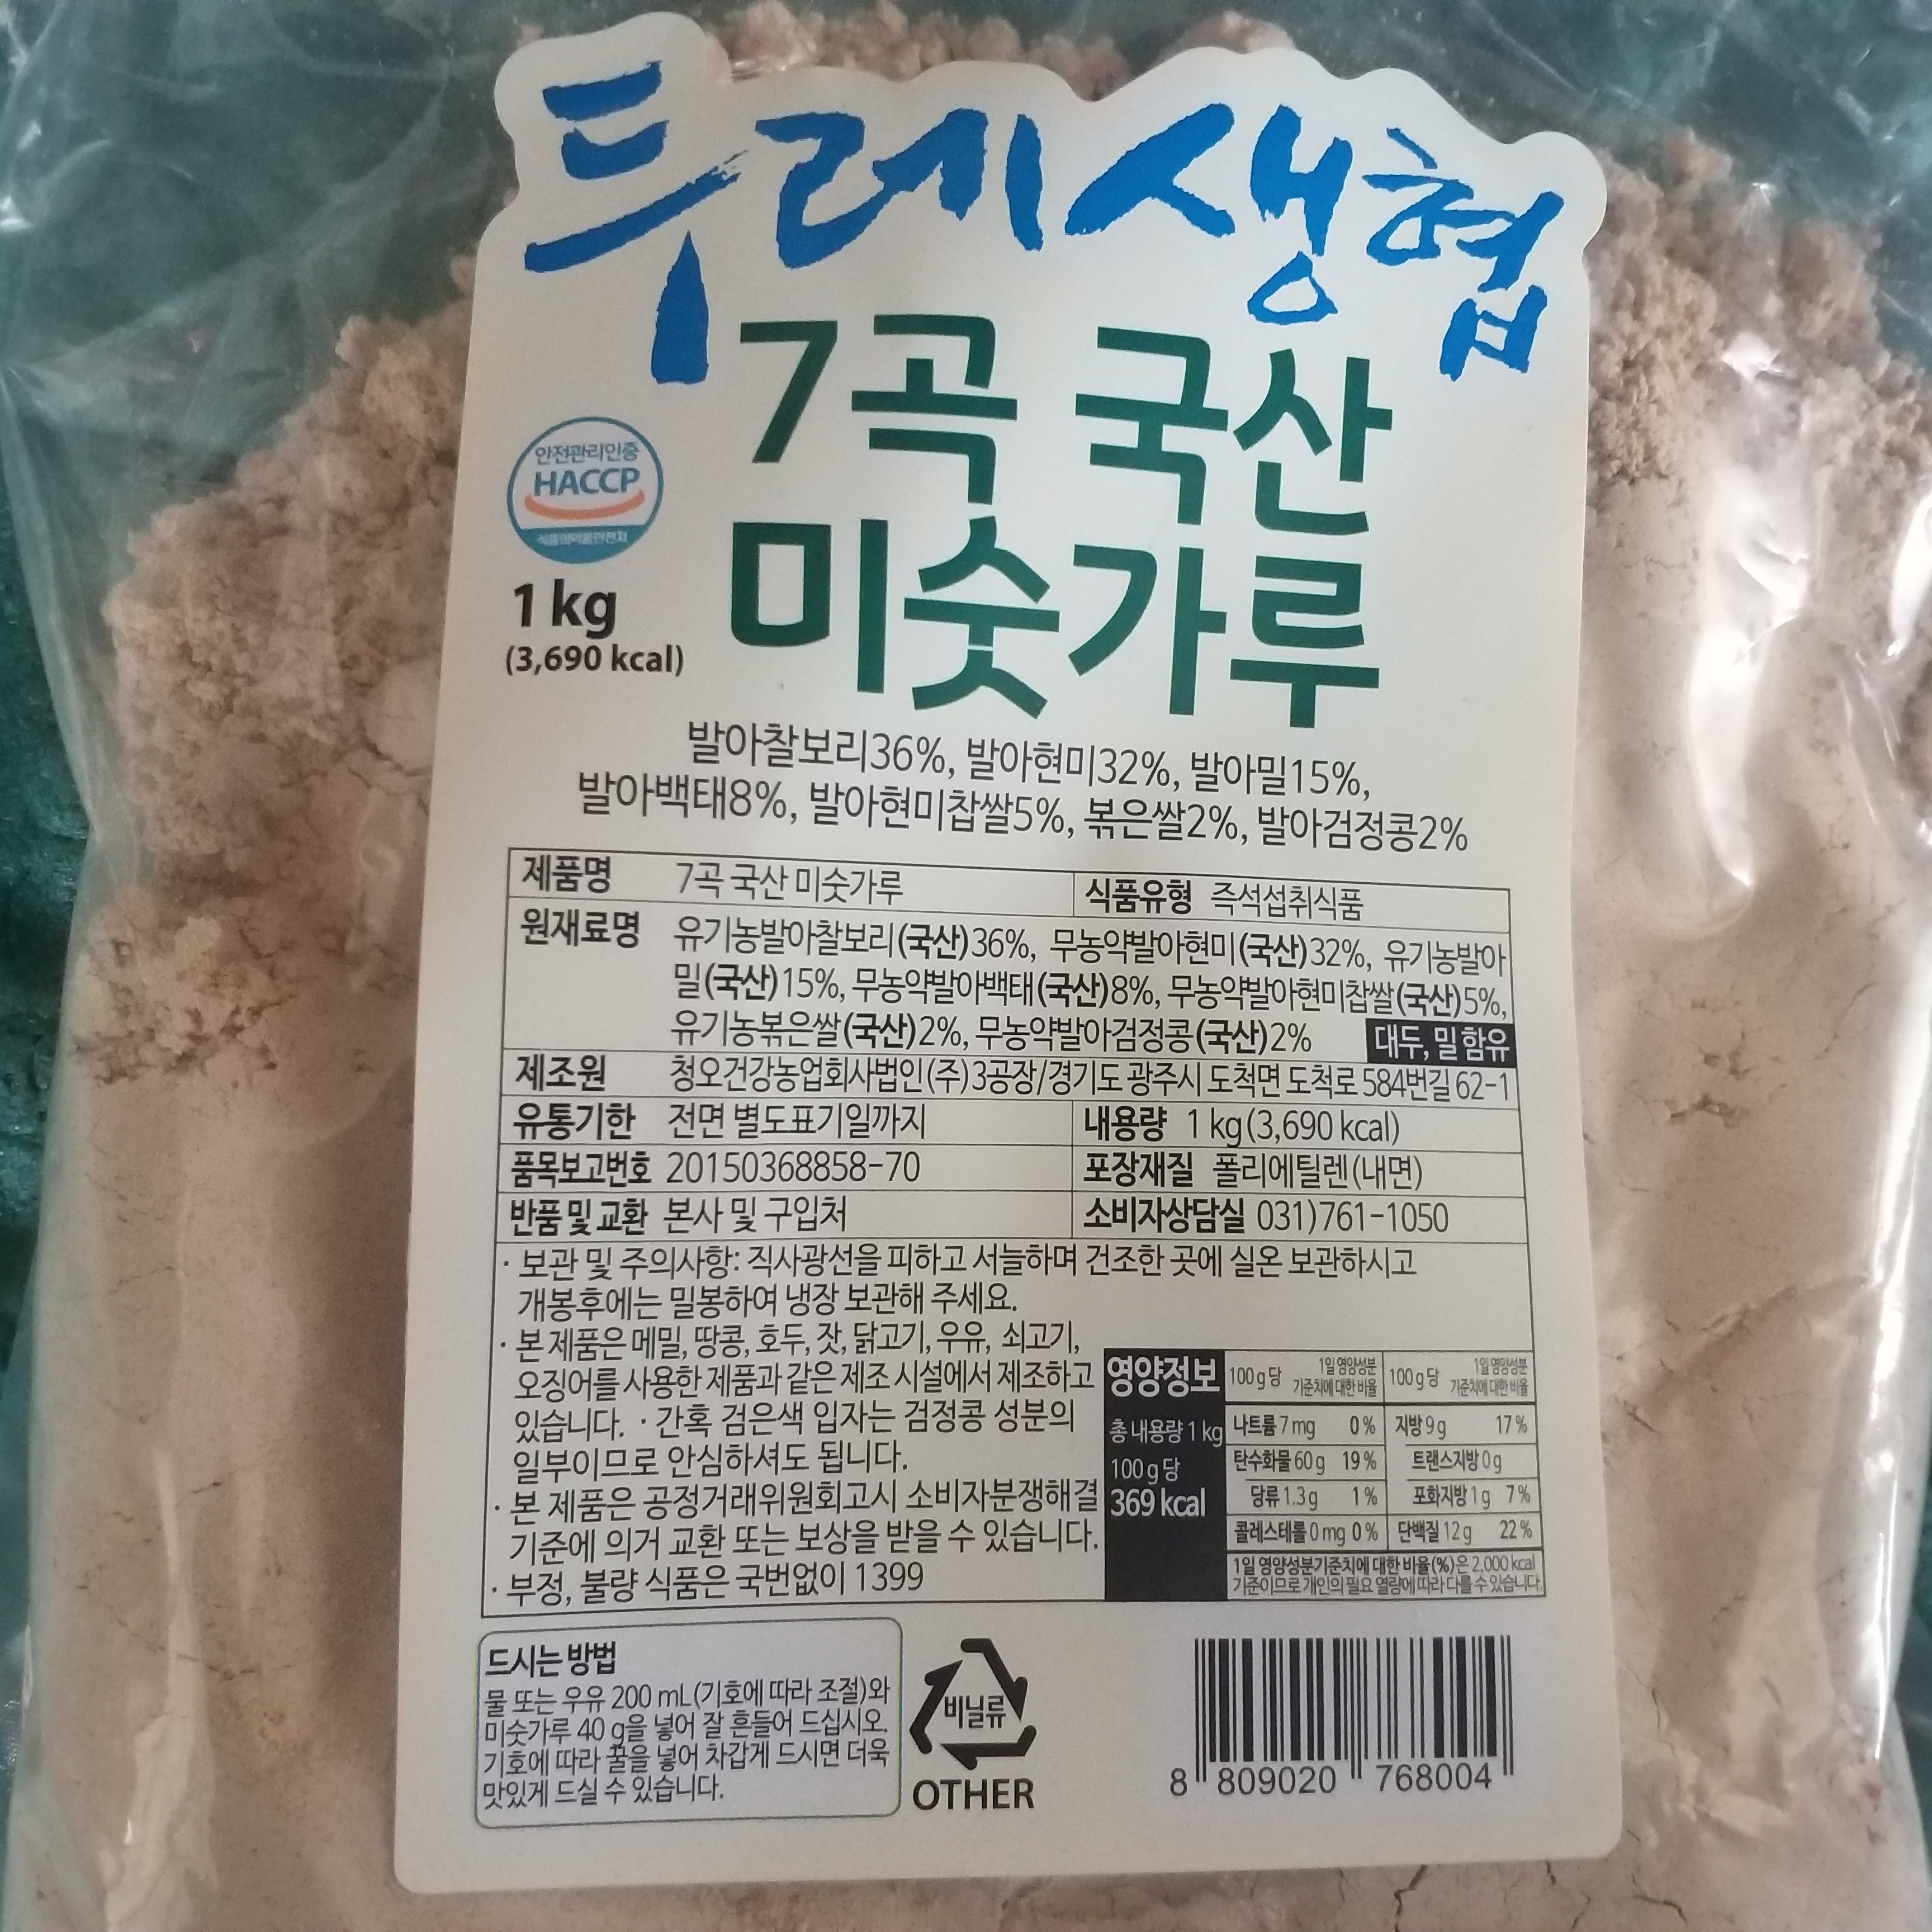 두레생협
7곡 국산
미숫가루
안전관리인증
HACCP
식품의약품안전처
1 kg
(3,690 kcal)
발아찰보리36%, 발아현미32%, 발아밀15%,
발아백태8%, 발아현미찹쌀5%, 볶은쌀2%, 발아검정콩2%
제품명 7곡 국산 미숫가루 식품유형 즉석섭취식품
원재료명 유기농발아찰보리(국산)36%, 무농약발아현미(국산)32%, 유기농발아
밀(국산)15%, 무농약발아백태(국산)8%, 무농약발아현미찹쌀(국산)5%,
유기농볶은쌀(국산)2%, 무농약발아검정콩(국산)2% 대두, 밀 함유
제조원 청오건강농업회사법인(주)3공장/경기도 광주시 도척면 도척로 584번길 62-1
유통기한 전면 별도표기일까지 내용량 1 kg(3,690 kcal)
품목보고번호 20150368858-70 포장재질 폴리에틸렌(내면)
반품 및 교환 본사 및 구입처 소비자상담실 031)761-1050
· 보관 및 주의사항: 직사광선을 피하고 서늘하며 건조한 곳에 실온 보관하시고
개봉후에는 밀봉하여 냉장 보관해 주세요.
· 본 제품은 메밀, 땅콩, 호두, 잣, 닭고기, 우유, 쇠고기,
오징어를 사용한 제품과 같은 제조 시설에서 제조하고
있습니다. · 간혹 검은색 입자는 검정콩 성분의
일부이므로 안심하셔도 됩니다.
· 본 제품은 공정거래위원회고시 소비자분쟁해결
기준에 의거 교환 또는 보상을 받을 수 있습니다.
· 부정, 불량 식품은 국번없이 1399
영양정보
총 내용량 1 kg
100 g 당
369 kcal
100 g 당 1일 영양성분 기준치에 대한 비율 100 g 당 1일 영양성분 기준치에 대한 비율
나트륨 7 mg 0 % 지방 9 g 17 %
탄수화물 60 g 19 % 트랜스지방 0 g
당류 1.3 g 1 % 포화지방 1 g 7 %
콜레스테롤 0 mg 0 % 단백질 12 g 22 %
1일 영양성분기준치에 대한 비율(%)은 2,000 kcal
기준이므로 개인의 필요 열량에 따라 다를 수 있습니다.
드시는 방법
물 또는 우유 200 mL(기호에 따라 조절)와
미숫가루 40 g을 넣어 잘 흔들어 드십시오.
기호에 따라 꿀을 넣어 차갑게 드시면 더욱
맛있게 드실 수 있습니다.
비닐류
OTHER
8 809020 768004